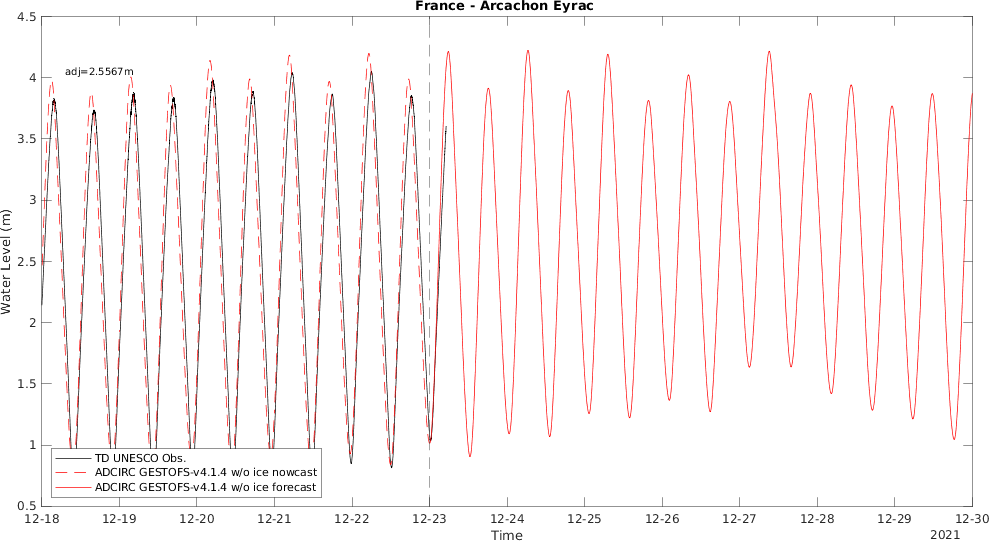 France - Arcachon Eyrac
4.5
adj=2.5567m
4
3.5
3
2.5
2
1.5
1
0.5
Water Level (m)
TD UNESCO Obs.
ADCIRC GESTOFS-v4.1.4 w/o ice nowcast
ADCIRC GESTOFS-v4.1.4 w/o ice forecast
12-18 12-19 12-20 12-21 12-22 12-23 12-24 12-25 12-26 12-27 12-28 12-29 12-30
Time
2021